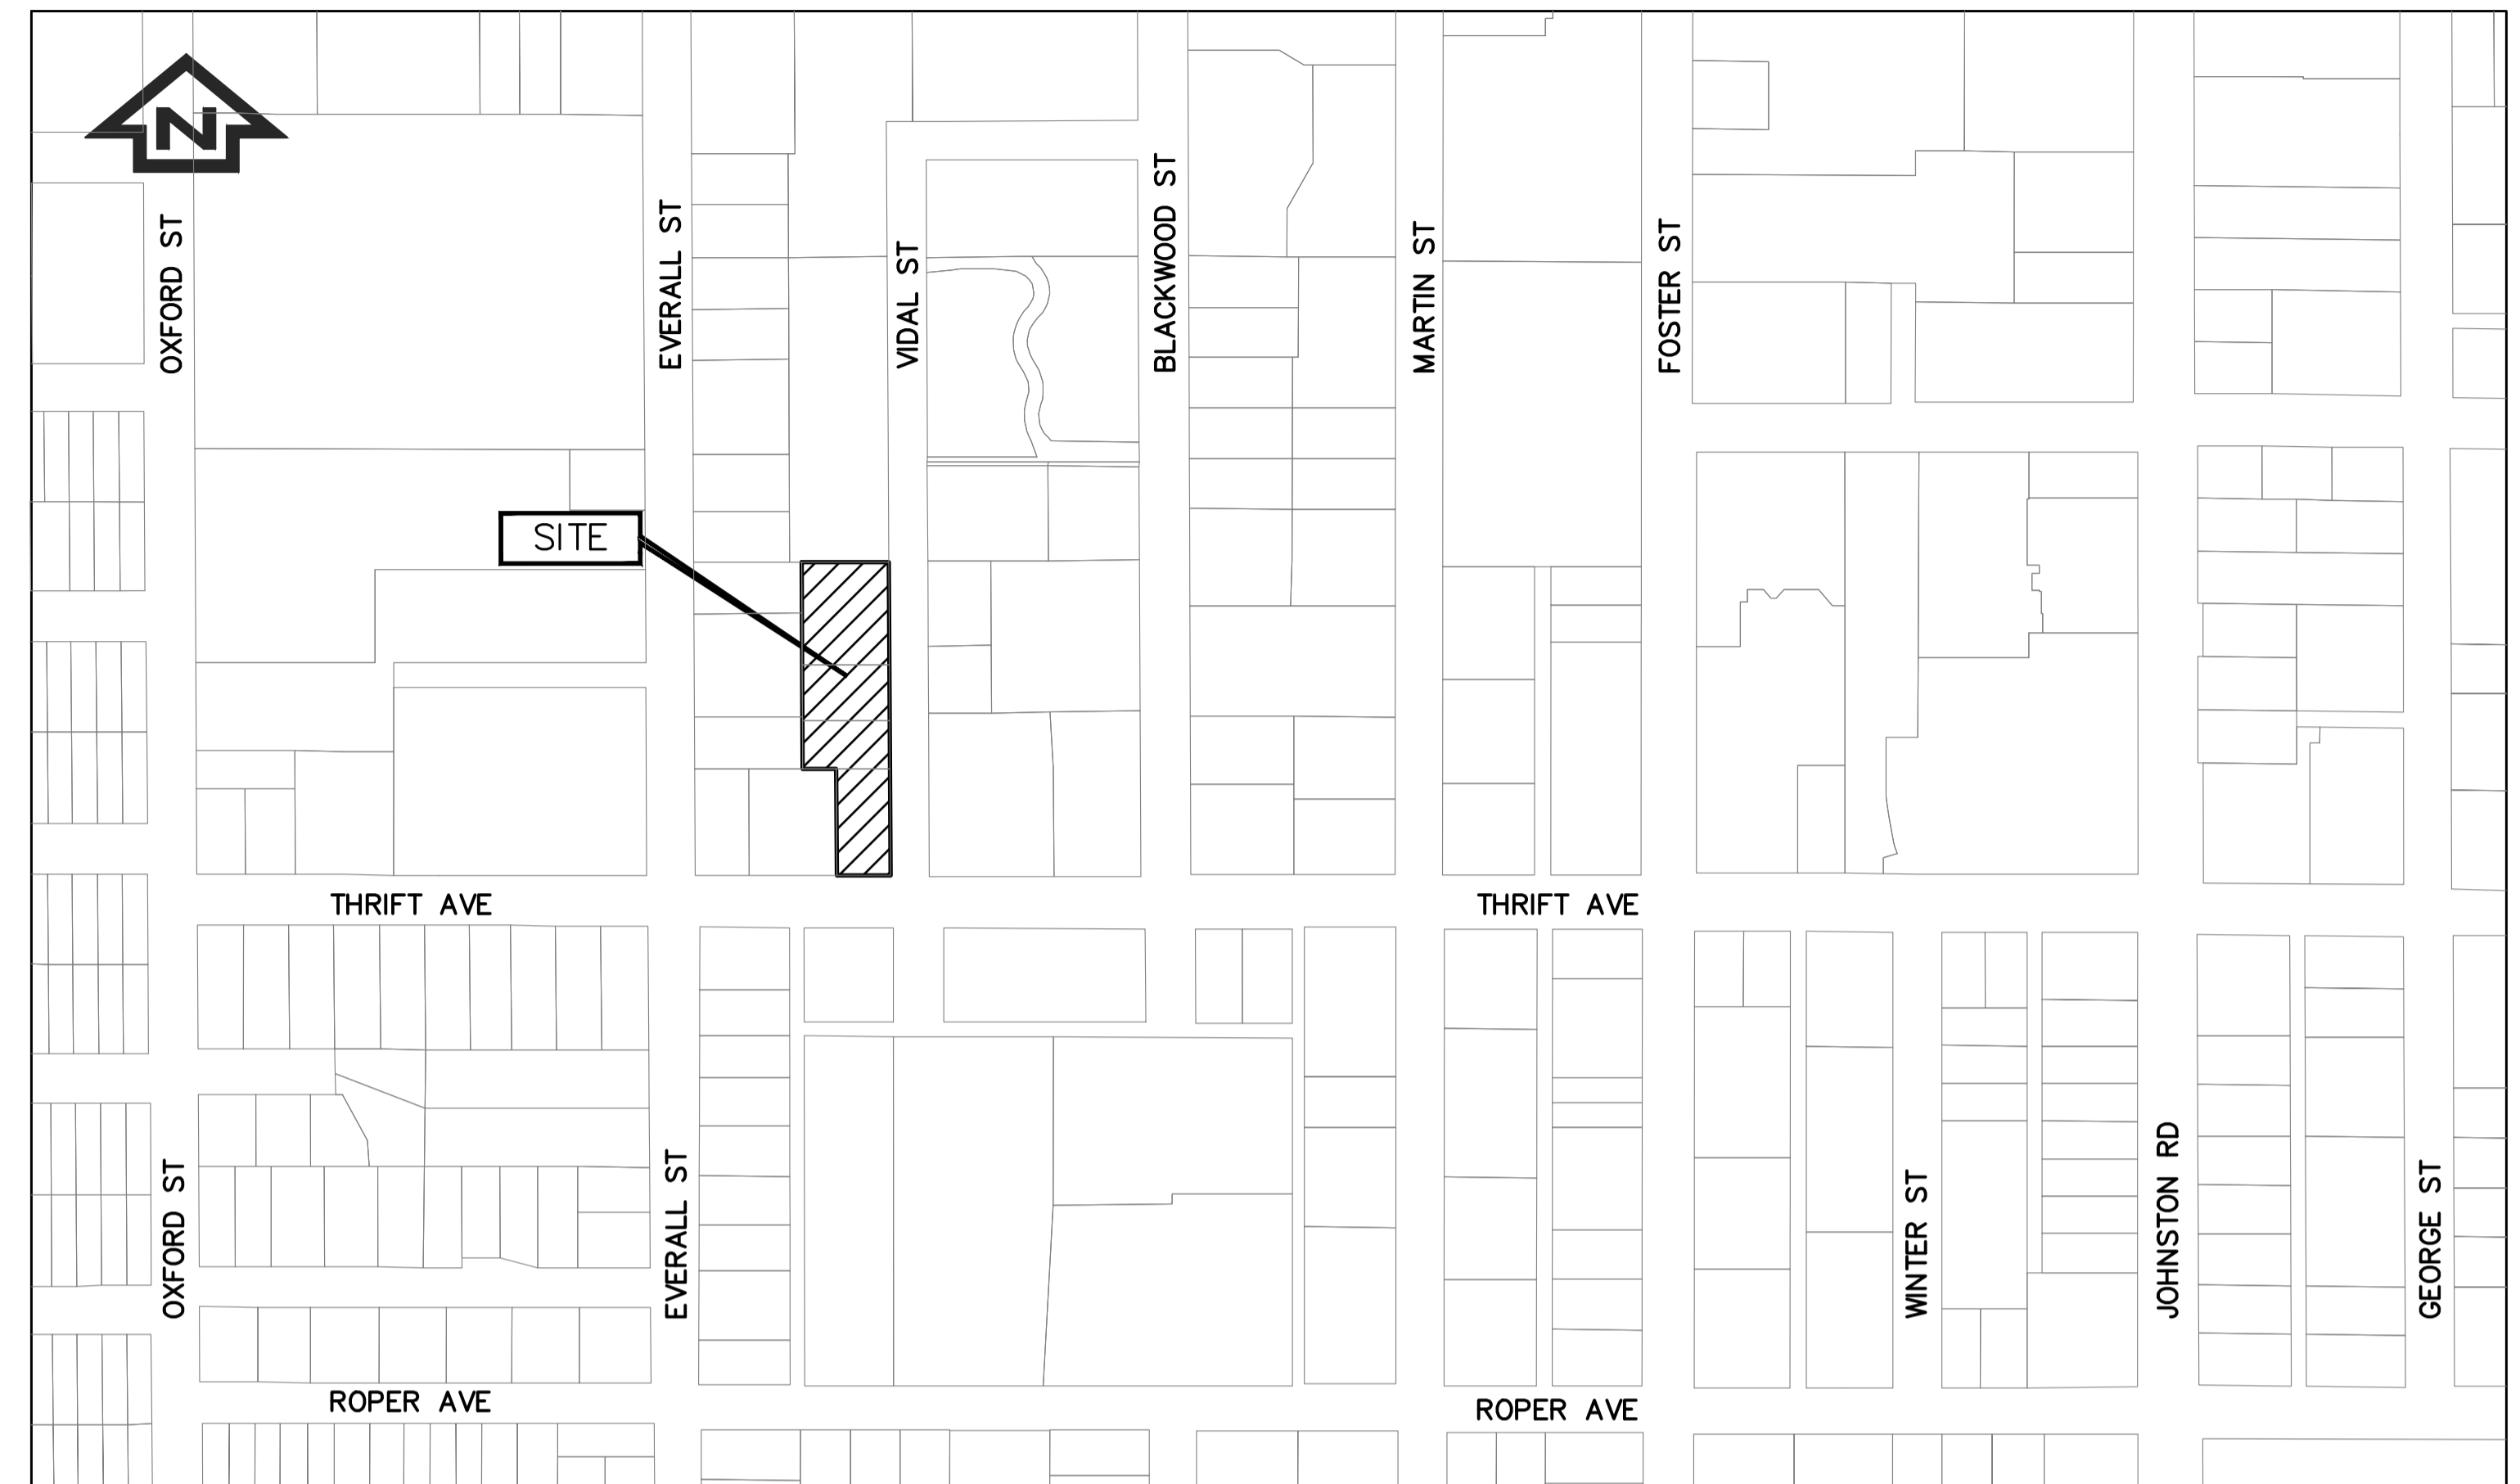 N
OXFORD ST
EVERALL ST
VIDAL ST
BLACKWOOD ST
MARTIN ST
FOSTER ST
SITE
THRIFT AVE
THRIFT AVE
OXFORD ST
EVERALL ST
WINTER ST
JOHNSTON RD
GEORGE ST
ROPER AVE
ROPER AVE